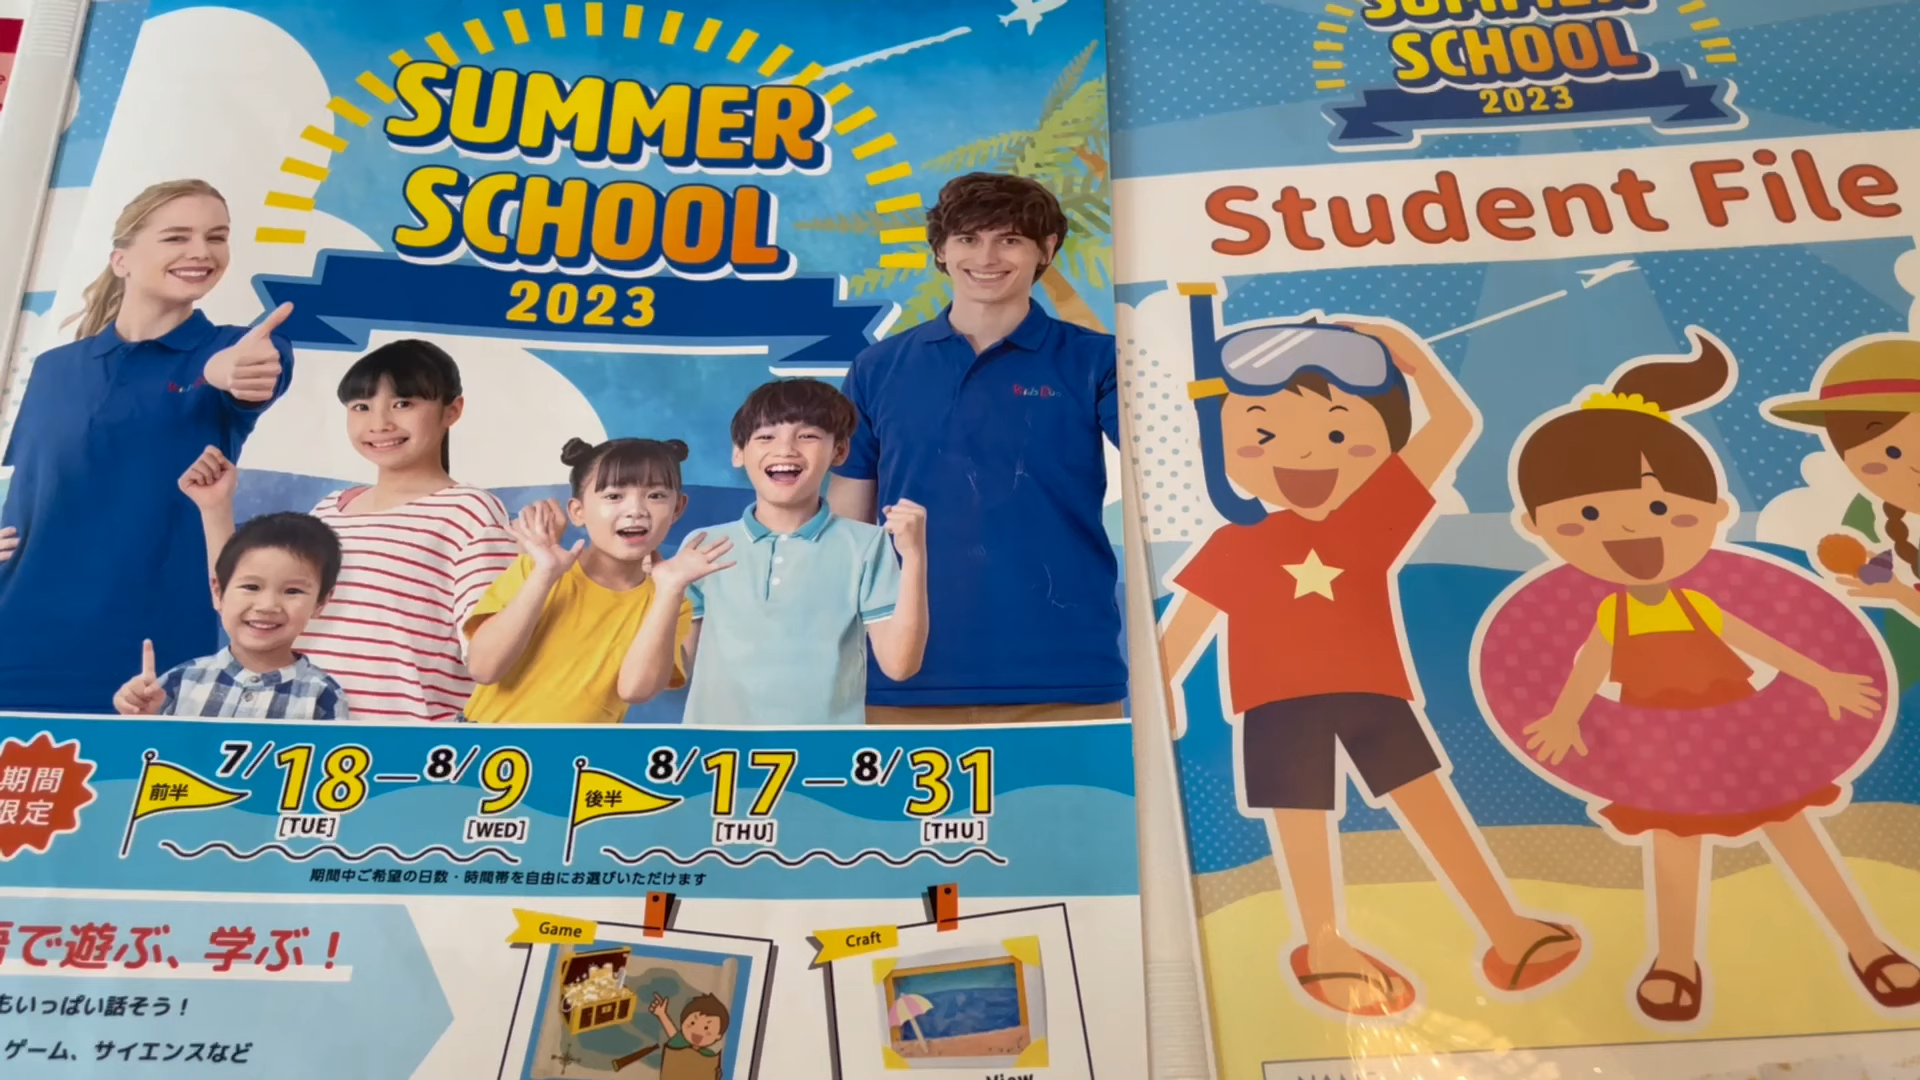 SUMMER
SCHOOL
2023
期間
限定
前半
7/18-8/9
[TUE]
[WED]
後半
8/17-8/31
[THU]
[THU]
期間中ご希望の日数・時間帯を自由にお選びいただけます
で遊ぶ、学ぶ！
もいっぱい話そう！
ゲーム、サイエンスなど
Game
Craft
View
SUMMER
SCHOOL
2023
Student File